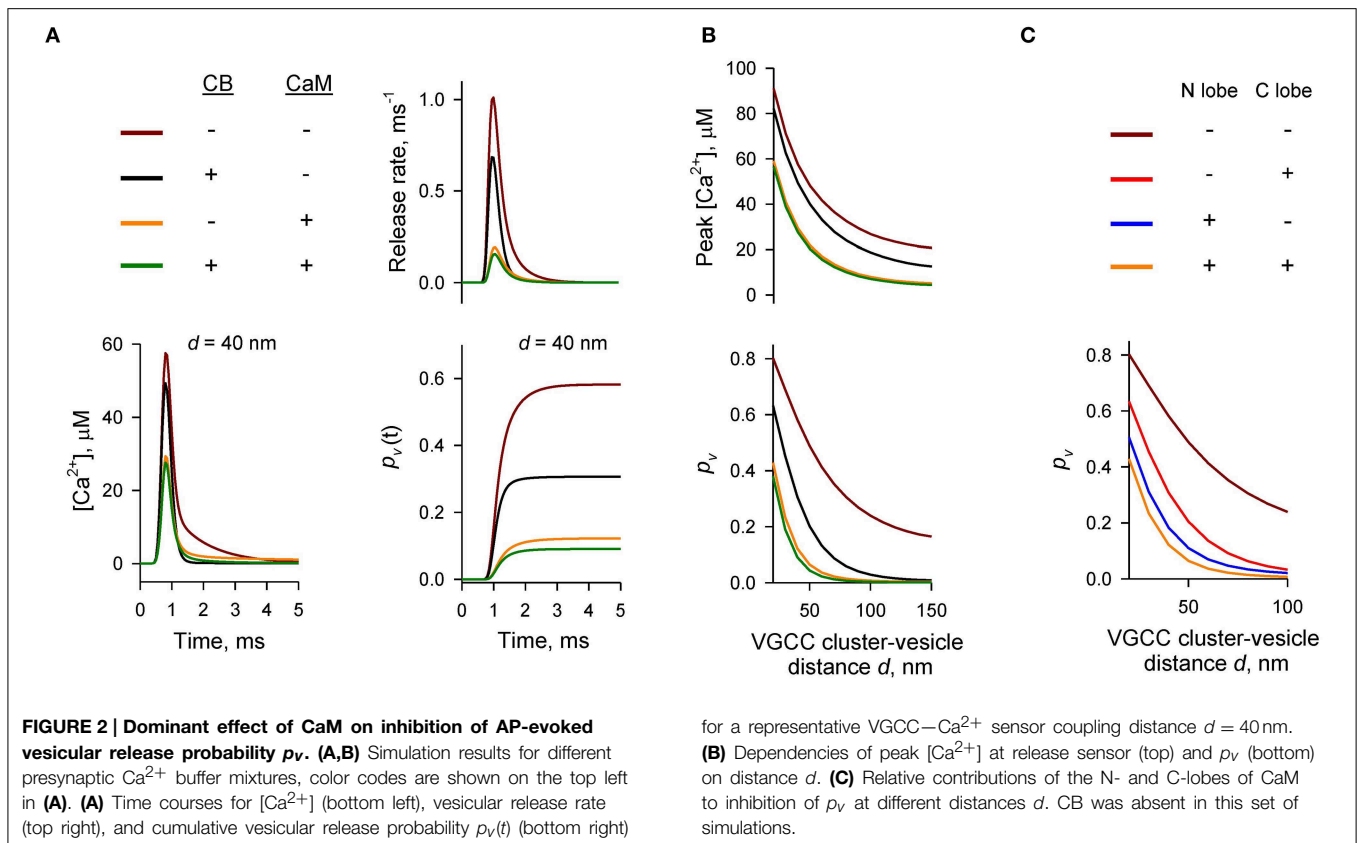 A
CB CaM
- -
+ -
- +
+ +
Release rate, ms-1
1.0
0.5
0.0
0 1 2 3 4 5
d = 40 nm
[Ca2+], μM
60
30
0
0 1 2 3 4 5
Time, ms
d = 40 nm
pv(t)
0.6
0.4
0.2
0.0
0 1 2 3 4 5
Time, ms
B
Peak [Ca2+], μM
100
80
60
40
20
0
pv
0.8
0.6
0.4
0.2
0.0
50 100 150
VGCC cluster-vesicle
distance d, nm
C
N lobe C lobe
- -
- +
+ -
+ +
pv
0.8
0.6
0.4
0.2
0.0
50 100
VGCC cluster-vesicle
distance d, nm
FIGURE 2 | Dominant effect of CaM on inhibition of AP-evoked
vesicular release probability pv. (A,B) Simulation results for different
presynaptic Ca2+ buffer mixtures, color codes are shown on the top left
in (A). (A) Time courses for [Ca2+] (bottom left), vesicular release rate
(top right), and cumulative vesicular release probability pv(t) (bottom right)
for a representative VGCC—Ca2+ sensor coupling distance d = 40 nm.
(B) Dependencies of peak [Ca2+] at release sensor (top) and pv (bottom)
on distance d. (C) Relative contributions of the N- and C-lobes of CaM
to inhibition of pv at different distances d. CB was absent in this set of
simulations.